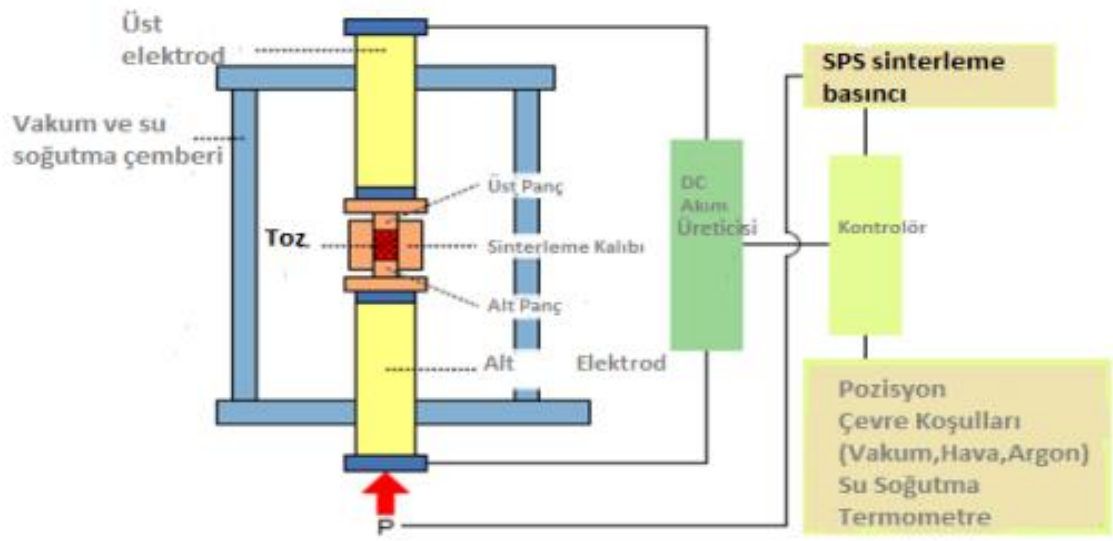 Üst
elektrod
Vakum ve su
soğutma çemberi
Üst Panç
Toz
Sinterleme Kalıbı
Alt Panç
Alt Elektrod
P
DC
Akım
Üreticisi
SPS sinterleme
basıncı
Kontrolör
Pozisyon
Çevre Koşulları
(Vakum,Hava,Argon)
Su Soğutma
Termometre